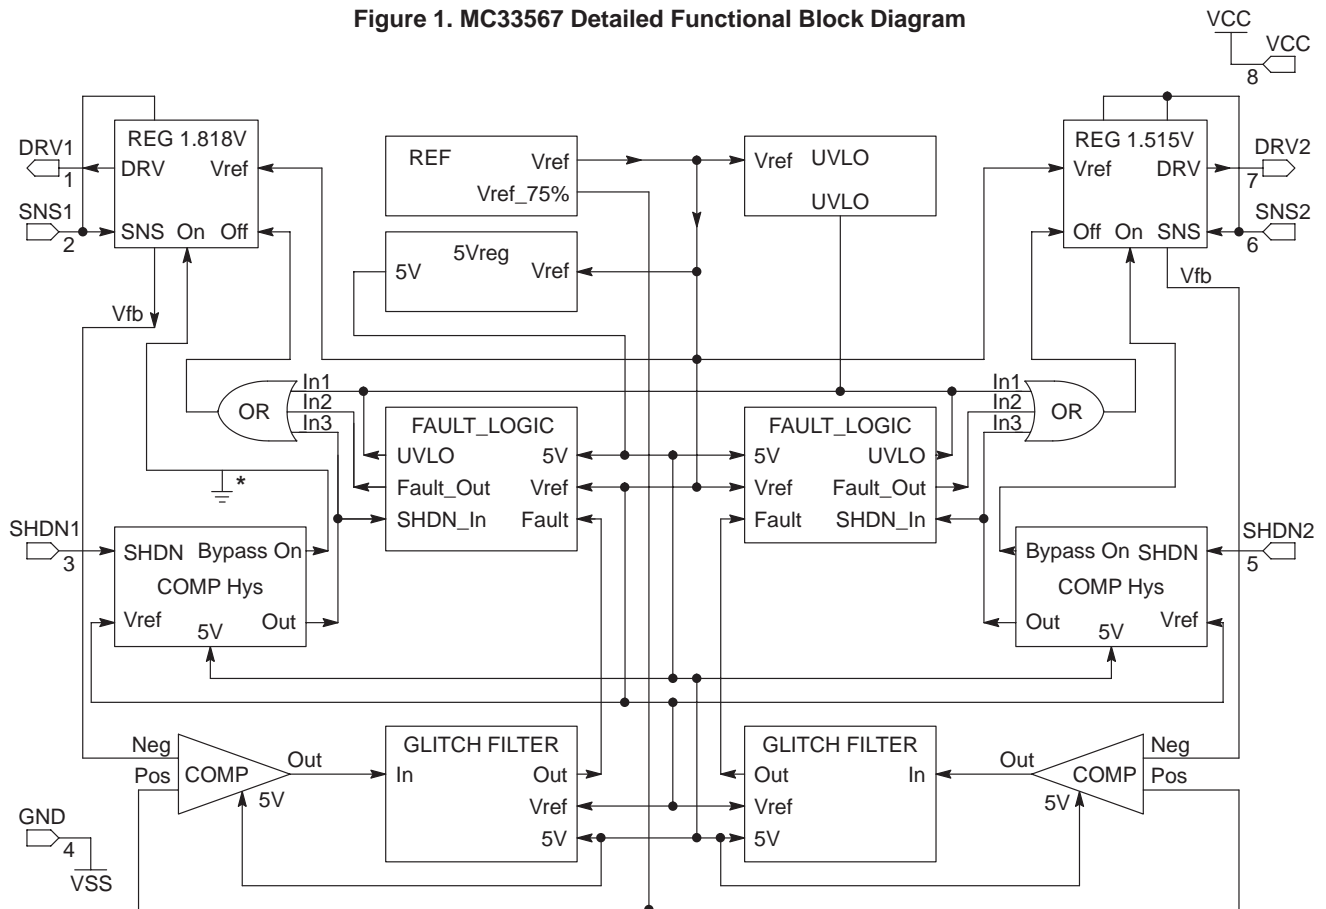 Figure 1. MC33567 Detailed Functional Block Diagram
VCC
VCC
8
REG 1.818V
DRV Vref
SNS On Off
DRV1
1
SNS1
2
Vfb
REF Vref
Vref_75%
5Vreg
5V Vref
Vref UVLO
UVLO
REG 1.515V
Vref DRV
Off On SNS
DRV2
7
SNS2
6
Vfb
OR
In1
In2
In3
In1
In2
In3
OR
FAULT_LOGIC
UVLO 5V
Fault_Out Vref
SHDN_In Fault
FAULT_LOGIC
5V UVLO
Vref Fault_Out
Fault SHDN_In
*
SHDN1
3
SHDN Bypass On
COMP Hys
Vref Out
5V
SHDN2
5
Bypass On SHDN
COMP Hys
Out Vref
5V
Neg
Pos
COMP
Out
5V
GLITCH FILTER
In Out
Vref
5V
GLITCH FILTER
Out In
Vref
5V
Out
COMP
5V
Neg
Pos
GND
4
VSS